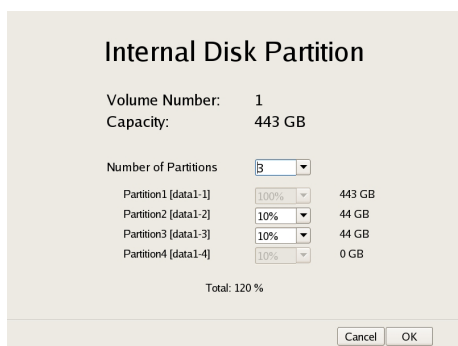 Internal Disk Partition
Volume Number: 1
Capacity: 443 GB
Number of Partitions 3
Partition1 [data1-1] 100% 443 GB
Partition2 [data1-2] 10% 44 GB
Partition3 [data1-3] 10% 44 GB
Partition4 [data1-4] 10% 0 GB
Total: 120 %
Cancel OK